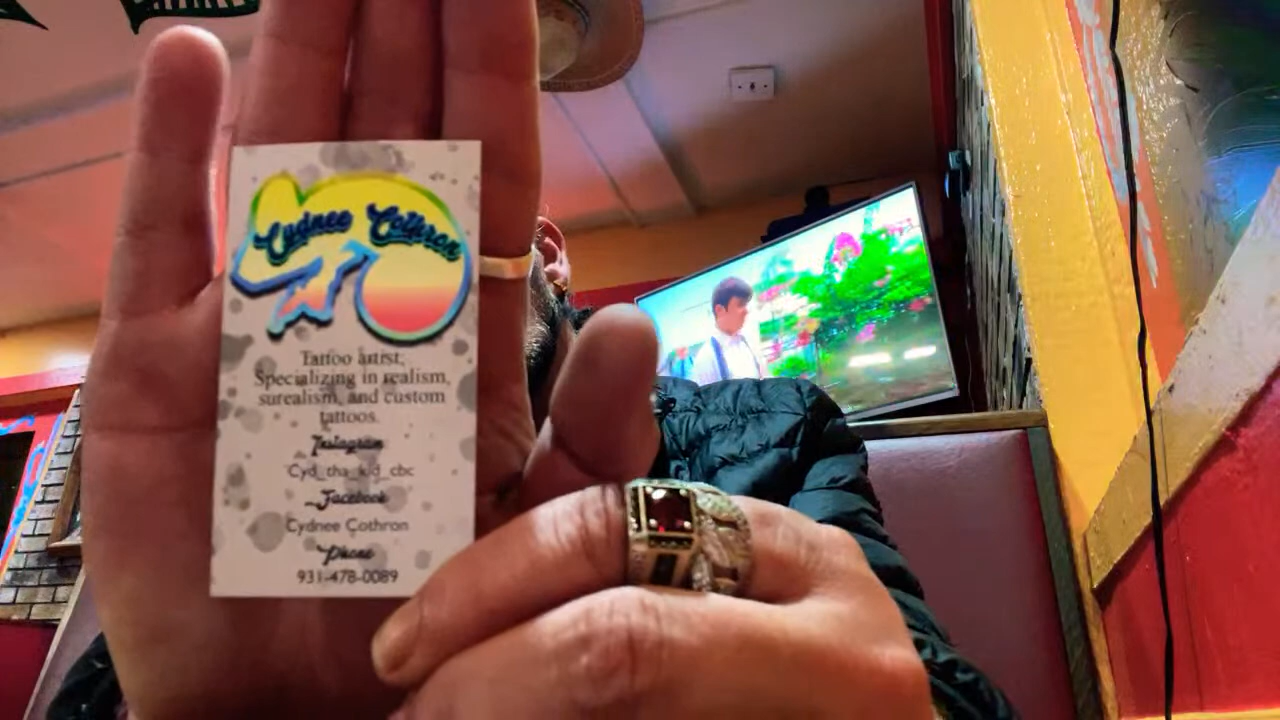 Cydnee Cothron
Tattoo artist,
Specializing in realism,
surealism, and custom
tattoos.
Instagram
Cyd_tha_kid_cbc
Facebook
Cydnee Cothron
Phone
931-478-0089